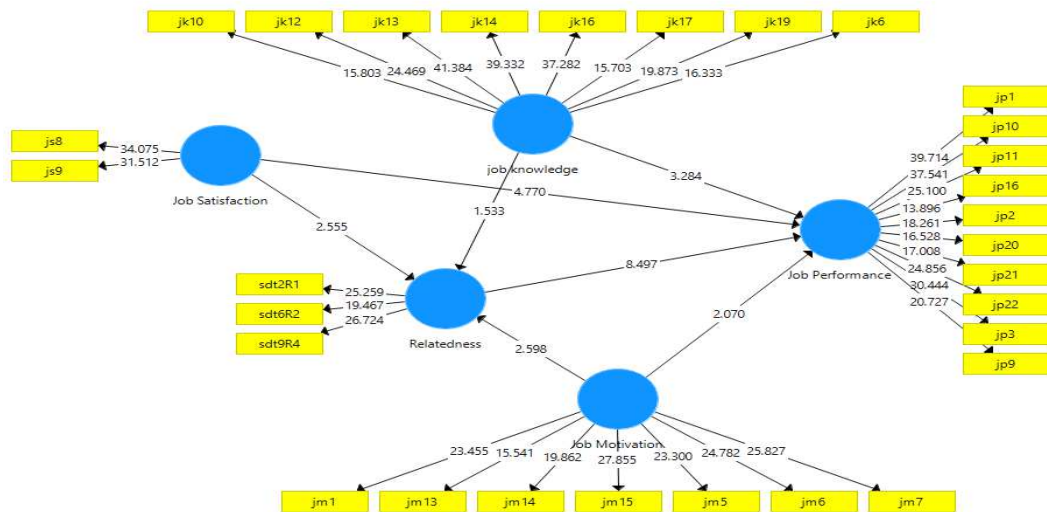 jk10 jk12 jk13 jk14 jk16 jk17 jk19 jk6
15.803 24.469 41.384 39.332 37.282 15.703 19.873 16.333
js8 34.075
js9 31.512
Job Satisfaction
job knowledge
4.770
3.284
1.533
2.555
jp1
jp10
jp11
jp16
jp2
jp20
jp21
jp22
jp3
jp9
39.714
37.541
25.100
13.896
18.261
16.528
17.008
24.856
30.444
20.727
Job Performance
8.497
sdt2R1 25.259
sdt6R2 19.467
sdt9R4 26.724
Relatedness
2.598
2.070
Job Motivation
23.455 15.541 19.862 27.855 23.300 24.782 25.827
jm1 jm13 jm14 jm15 jm5 jm6 jm7